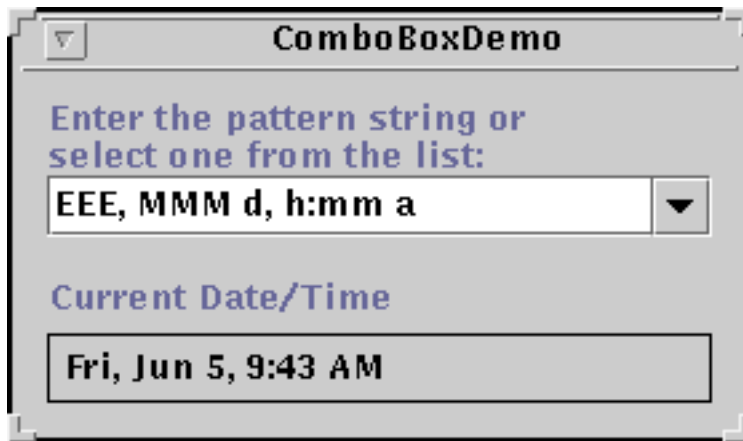 ComboBoxDemo
Enter the pattern string or
select one from the list:
EEE, MMM d, h:mm a
Current Date/Time
Fri, Jun 5, 9:43 AM